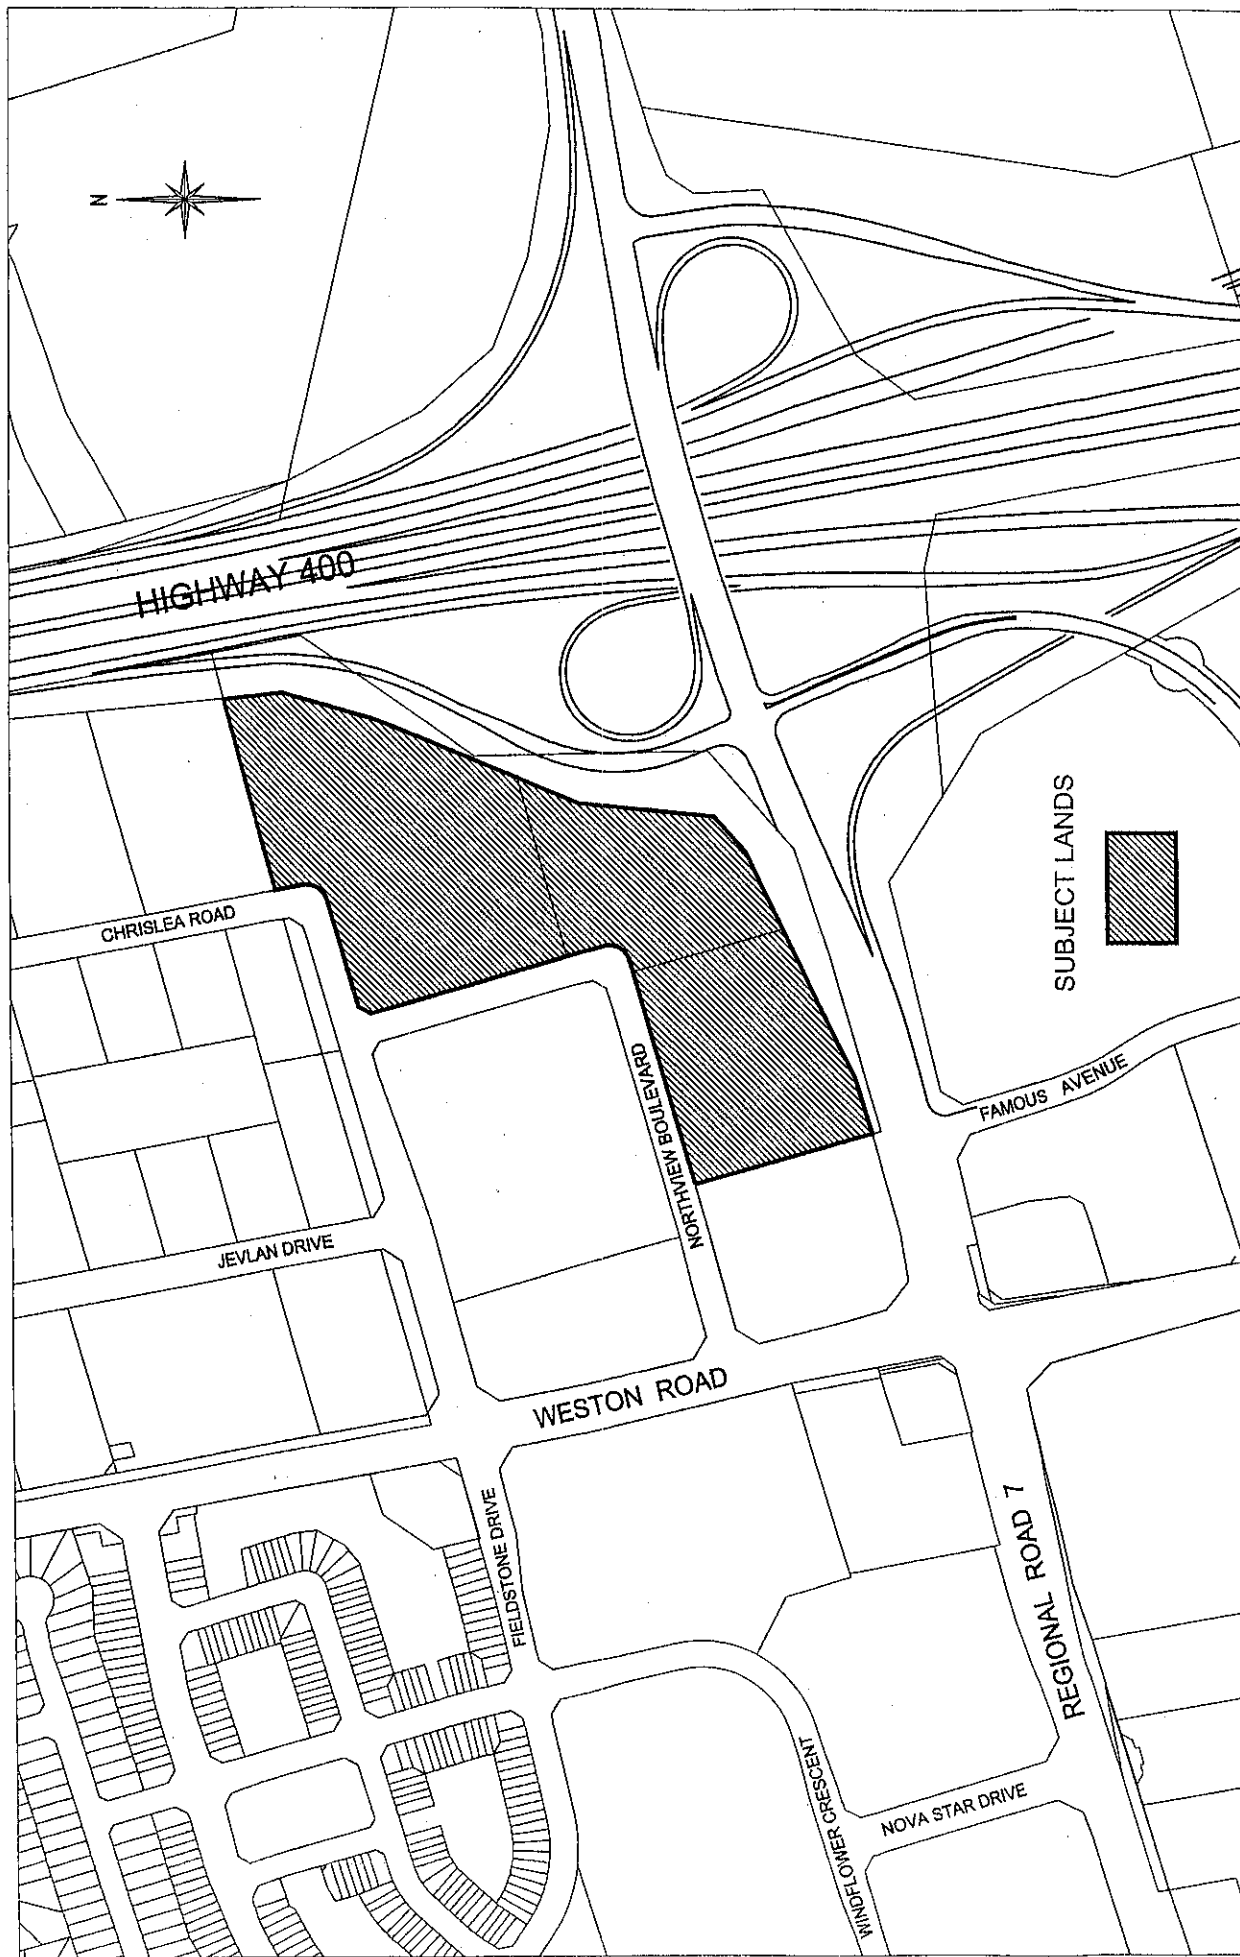 N
HIGHWAY 400
CHRISLEA ROAD
SUBJECT LANDS
JEVLAN DRIVE
NORTHVIEW BOULEVARD
FAMOUS AVENUE
WESTON ROAD
FIELDSTONE DRIVE
REGIONAL ROAD 7
WINDFLOWER CRESCENT
NOVA STAR DRIVE